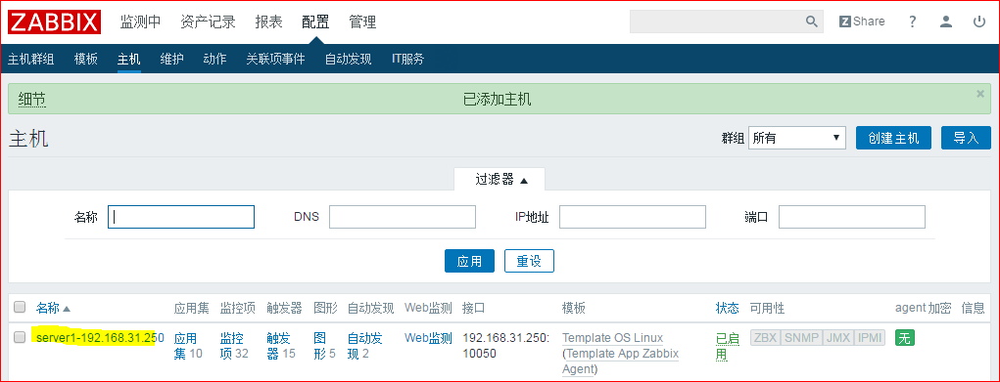 ZABBIX 监测中 资产记录 报表 配置 管理 Z Share ?
主机群组 模板 主机 维护 动作 关联项事件 自动发现 IT服务
细节 已添加主机 ×
主机 群组 所有 ▼ 创建主机 导入
过滤器 ▲
名称 DNS IP地址 端口
应用 重设
名称 ▲ 应用集 监控项 触发器 图形 自动发现 Web监测 接口 模板 状态 可用性 agent 加密 信息
server1-192.168.31.250 应用 监控 触发 图 自动发 Web监测 192.168.31.250: Template OS Linux 已启 ZBX SNMP JMX IPMI 无
集 10 项 32 器 15 形 5 现 2 10050 (Template App Zabbix 用
Agent)